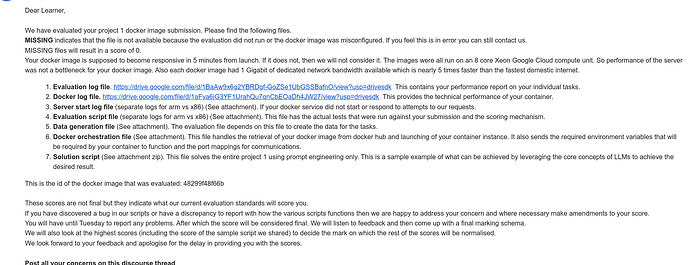 Dear Learner,
We have evaluated your project 1 docker image submission. Please find the following files.
MISSING indicates that the file is not available because the evaluation did not run or the docker image was misconfigured. If you feel this is in error you can still contact us.
MISSING files will result in a score of 0.
Your docker image is supposed to become responsive in 5 minutes from launch. If it does not, then we will not consider it. The images were all run on an 8 core Xeon Google Cloud compute unit. So performance of the server
was not a bottleneck for your docker image. Also each docker image had 1 Gigabit of dedicated network bandwidth available which is nearly 5 times faster than the fastest domestic internet.
1. Evaluation log file. This contains your performance report on your individual tasks.
2. Docker log file. This provides the technical performance of your container.
3. Server start log file (separate logs for arm vs x86) (See attachment). If your docker server did not start or respond to attempts to our requests.
4. Evaluation script file (separate logs for arm vs x86) (See attachment). This file has the actual tests that were run against your submission and the scoring mechanism.
5. Data generation file (See attachment). The evaluation file depends on this file to create the data for the tasks.
6. Docker orchestration file (See attachment). This file handles the retrieval of your docker image from docker hub and launching of your container instance. It also sends the required environment variables that will
be required by your container to function and the port mappings for communications.
7. Solution script (See attachment zip). This file solves the entire project 1 using prompt engineering only. This is a sample example of what can be achieved by leveraging the core concepts of LLMs to achieve the
desired result.
This is the id of the docker image that was evaluated: 48299f48f66b
These scores are not final but they indicate what our current evaluation standards will score you.
If you have discovered a bug in our scripts or have a discrepancy to report with how the various scripts functions then we are happy to address your concern and where necessary make amendments to your score.
You will have until Tuesday to report any problems. After which the score will be considered final. We will listen to feedback and then come up with a final marking schema.
We will also look at the highest scores (including the score of the sample script we shared) to decide the mark on which the rest of the scores will be normalised.
We look forward to your feedback and apologise for the delay in providing you with the scores.
Post all your concerns on this discourse thread